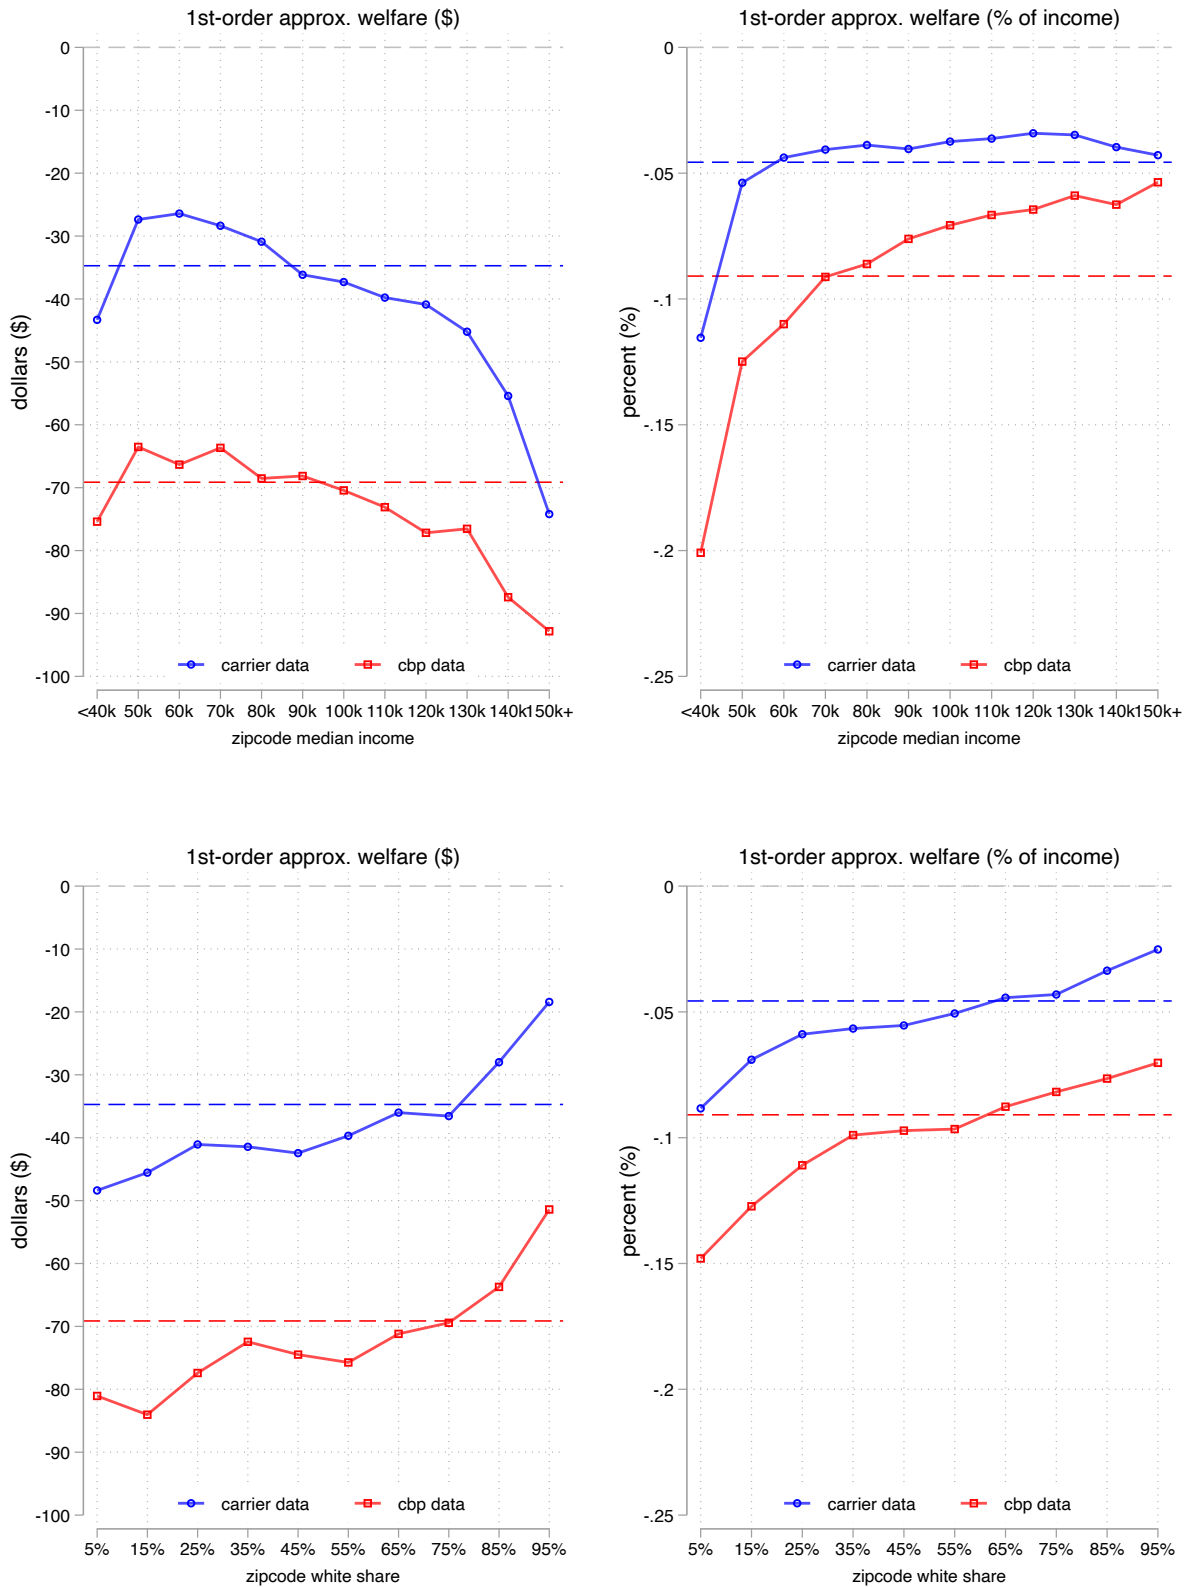 1st-order approx. welfare ($)
0
-10
-20
-30
-40
-50
-60
-70
-80
-90
-100
dollars ($)
carrier data
cbp data
<40k 50k 60k 70k 80k 90k 100k 110k 120k 130k 140k 150k+
zipcode median income
1st-order approx. welfare (% of income)
0
-.05
-.1
-.15
-.2
-.25
percent (%)
carrier data
cbp data
<40k 50k 60k 70k 80k 90k 100k 110k 120k 130k 140k 150k+
zipcode median income
1st-order approx. welfare ($)
0
-10
-20
-30
-40
-50
-60
-70
-80
-90
-100
dollars ($)
carrier data
cbp data
5% 15% 25% 35% 45% 55% 65% 75% 85% 95%
zipcode white share
1st-order approx. welfare (% of income)
0
-.05
-.1
-.15
-.2
-.25
percent (%)
carrier data
cbp data
5% 15% 25% 35% 45% 55% 65% 75% 85% 95%
zipcode white share